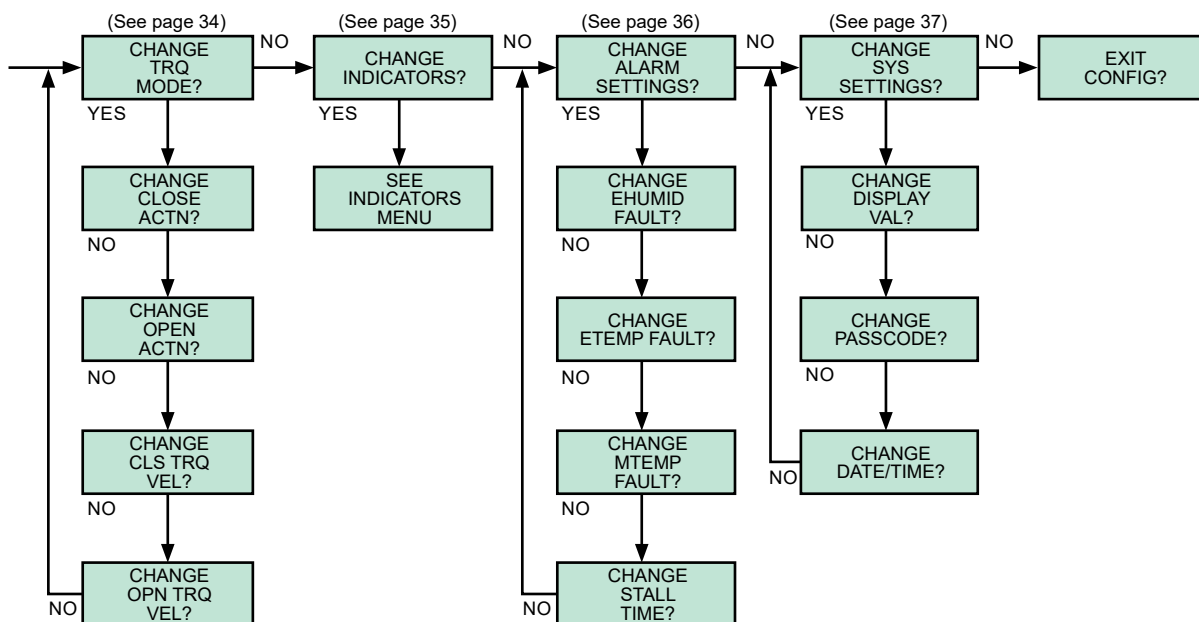 (See page 34)
CHANGE
TRQ
MODE?
NO
YES
CHANGE
CLOSE
ACTN?
NO
CHANGE
OPEN
ACTN?
NO
CHANGE
CLS TRQ
VEL?
NO
CHANGE
OPN TRQ
VEL?
NO
(See page 35)
CHANGE
INDICATORS?
NO
YES
SEE
INDICATORS
MENU
(See page 36)
CHANGE
ALARM
SETTINGS?
NO
YES
CHANGE
EHUMID
FAULT?
NO
CHANGE
ETEMP FAULT?
NO
CHANGE
MTEMP
FAULT?
NO
CHANGE
STALL
TIME?
NO
(See page 37)
CHANGE
SYS
SETTINGS?
NO
YES
CHANGE
DISPLAY
VAL?
NO
CHANGE
PASSCODE?
NO
CHANGE
DATE/TIME?
NO
EXIT
CONFIG?